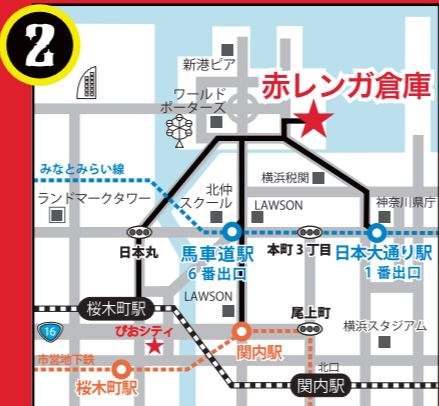 2
新港ピア
赤レンガ倉庫
ワールド
ポーターズ
みなとみらい線
横浜税関
ランドマークタワー
北仲
スクール
LAWSON
神奈川県庁
日本丸
馬車道駅
6番出口
本町3丁目
日本大通り駅
1番出口
LAWSON
桜木町駅
尾上町
16
ぴおシティ
横浜スタジアム
市営地下鉄
関内駅
北口
桜木町駅
関内駅